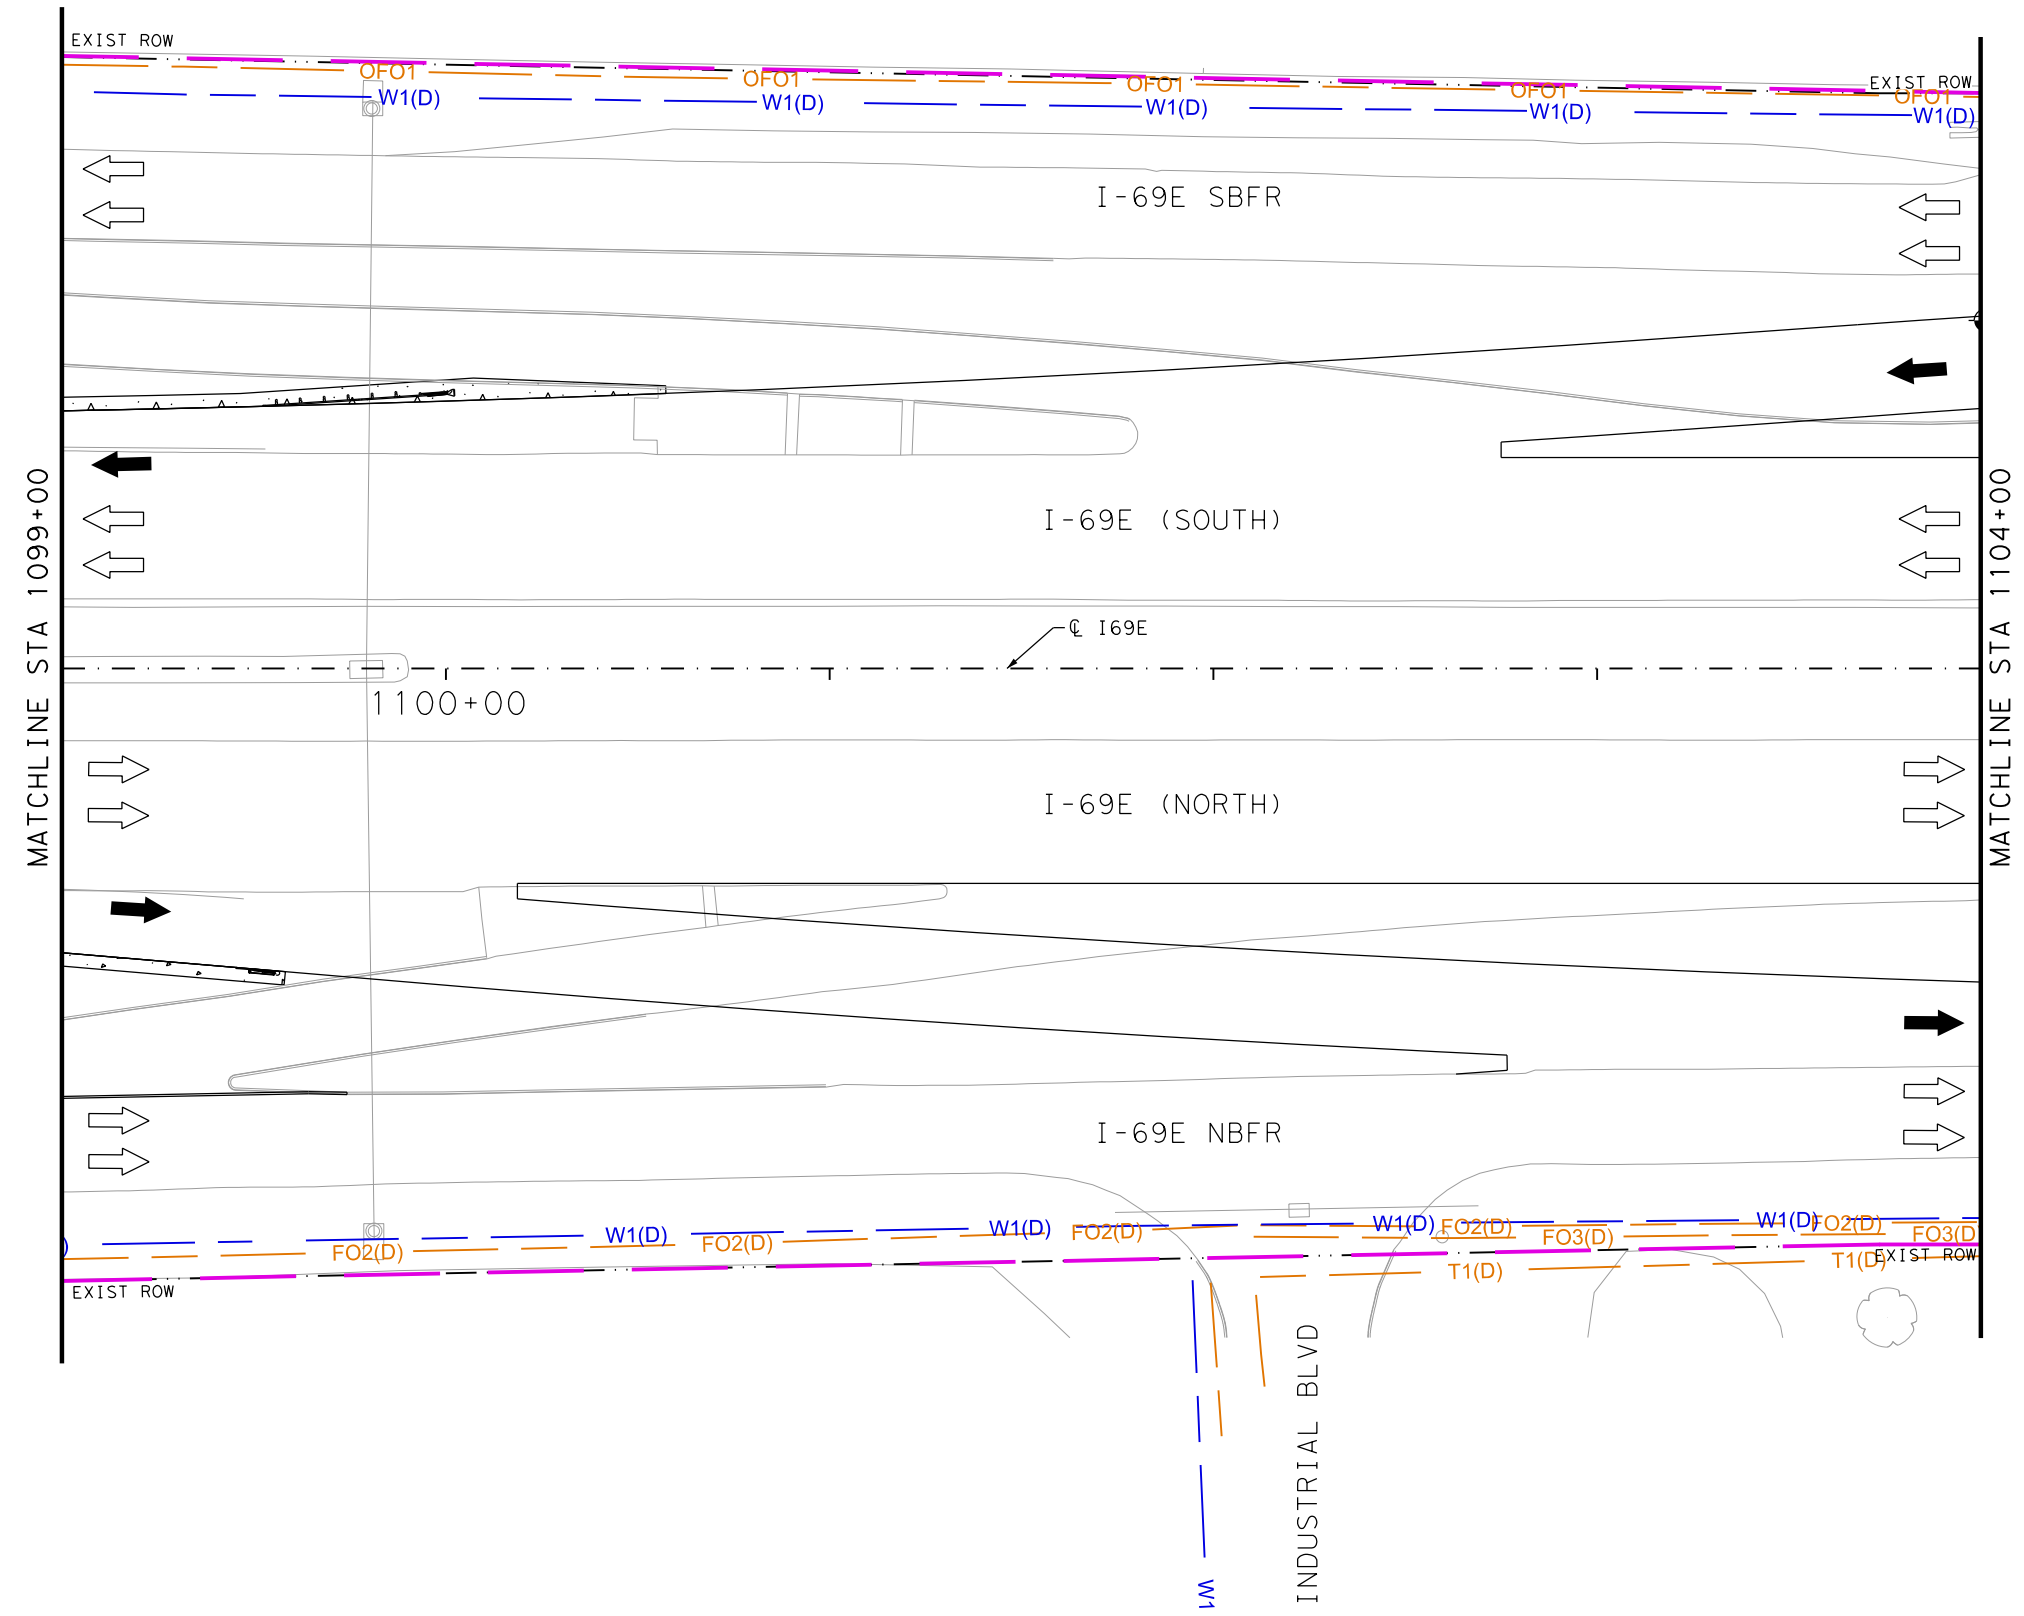 EXIST ROW
OFO1
OFO1
OFO1
OFO1
EXIST ROW
OFO1
W1(D)
W1(D)
W1(D)
W1(D)
W1(D)
I-69E SBFR
MATCHLINE STA 1099+00
I-69E (SOUTH)
MATCHLINE STA 1104+00
℄ I69E
1100+00
I-69E (NORTH)
I-69E NBFR
W1(D)
W1(D)
W1(D)
W1(D)
FO2(D)
FO2(D)
FO2(D)
FO2(D)
FO2(D)
FO3(D)
FO3(D
T1(D)
T1(D)
EXIST ROW
EXIST ROW
INDUSTRIAL BLVD
W1